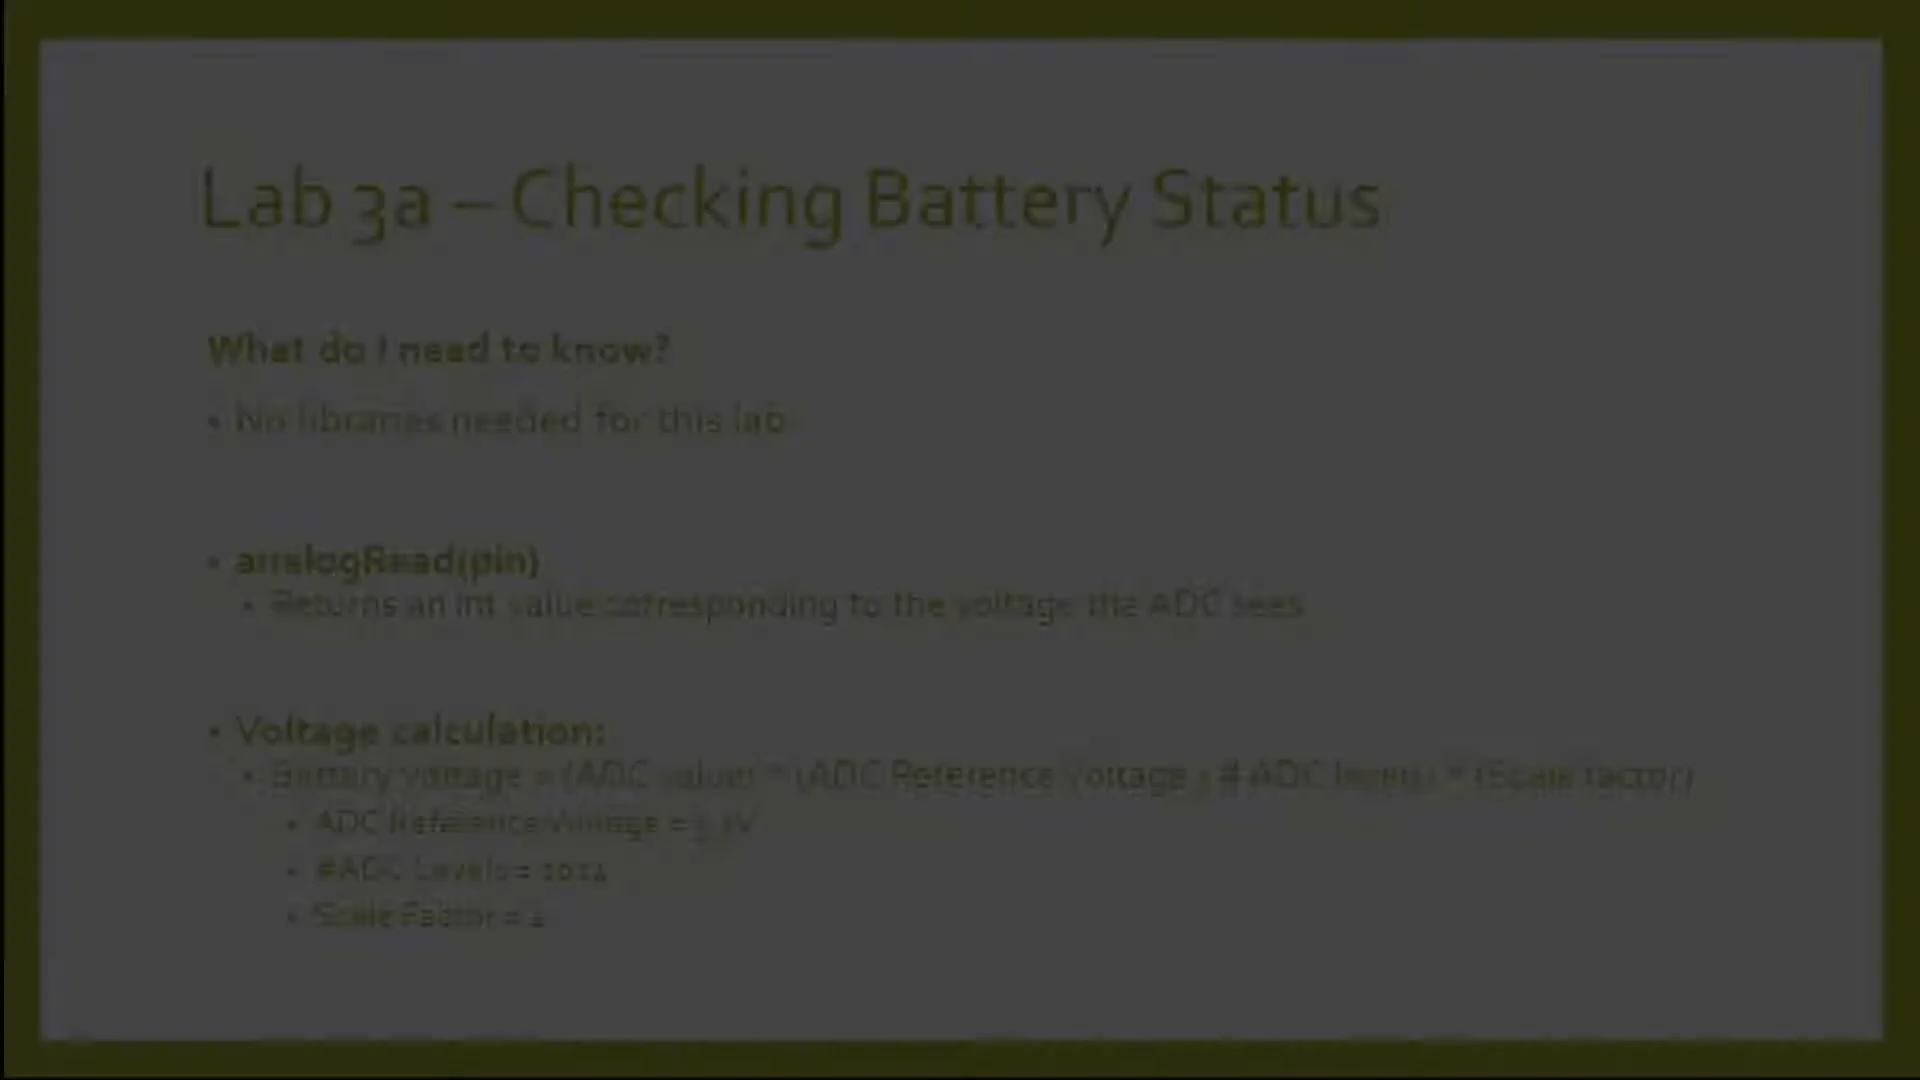 Lab 3a – Checking Battery Status
What do I need to know?
• No libraries needed for this lab
• analogRead(pin)
• Returns an int value corresponding to the voltage the ADC sees
• Voltage calculation:
• Battery voltage = (ADC value) * (ADC Reference Voltage / # ADC levels) * (Scale factor)
• ADC Reference Voltage =
• #ADC Levels = 1024
• Scale Factor = 2